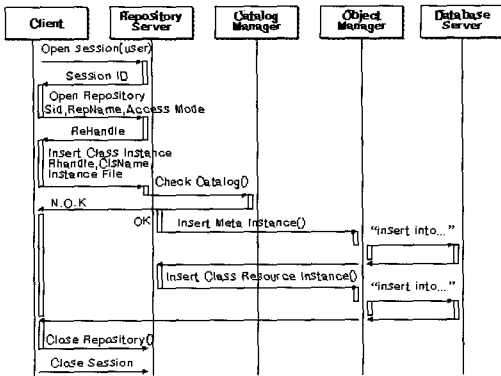 Client
Repository
Server
Catalog
Manager
Object
Manager
Database
Server
Open session(user)
Session ID
Open Repository
Sid,RepName,Access Mode
ReHandle
Insert Class Instance
Rhandle,ClsName,
Instance File
Check Catalog()
N.O.K
OK
Insert Meta Instance()
“insert into...”
Insert Class Resource Instance()
“insert into...”
Close Repository()
Close Session